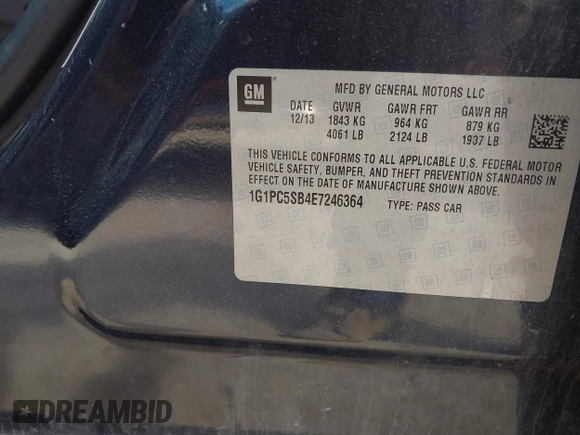 GM
MFD BY GENERAL MOTORS LLC
DATE GVWR GAWR FRT GAWR RR
12/13 1843 KG 964 KG 879 KG
4061 LB 2124 LB 1937 LB
THIS VEHICLE CONFORMS TO ALL APPLICABLE U.S. FEDERAL MOTOR
VEHICLE SAFETY, BUMPER, AND THEFT PREVENTION STANDARDS IN
EFFECT ON THE DATE OF MANUFACTURE SHOWN ABOVE.
1G1PC5SB4E7246364 TYPE: PASS CAR
DREAMBID